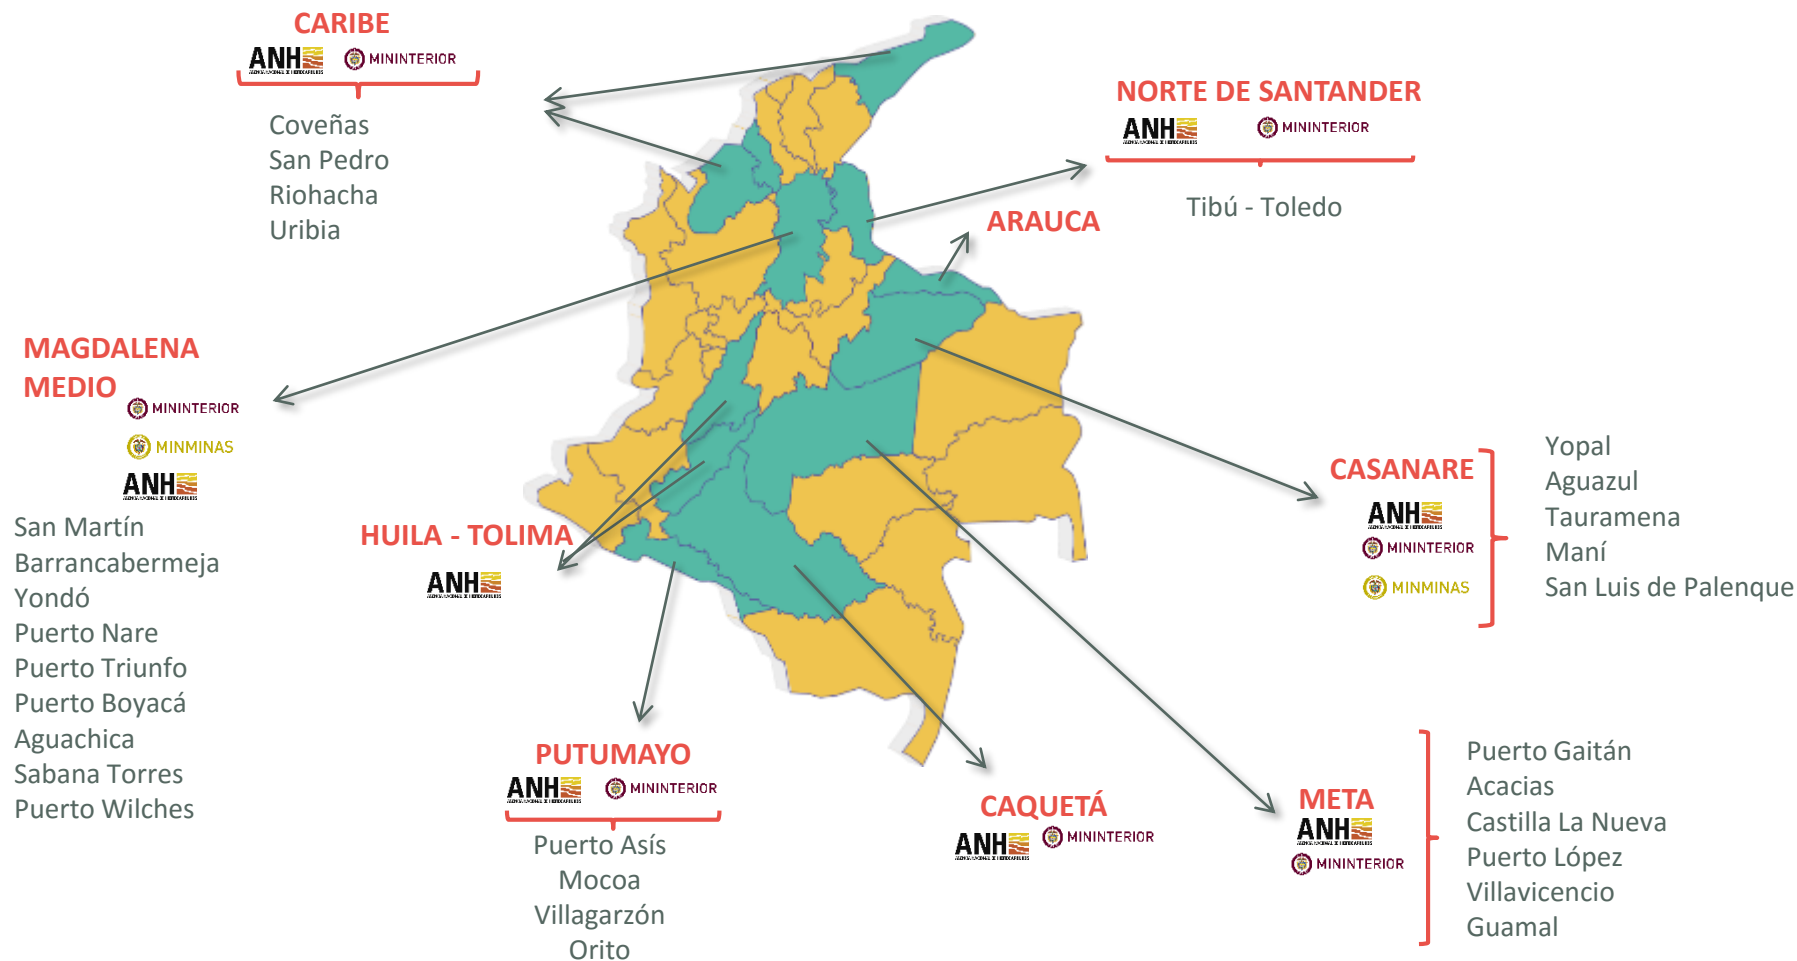 CARIBE
ANH
MININTERIOR
Coveñas
San Pedro
Riohacha
Uribia
NORTE DE SANTANDER
ANH
MININTERIOR
Tibú - Toledo
ARAUCA
MAGDALENA
MEDIO
MININTERIOR
MINMINAS
ANH
San Martín
Barrancabermeja
Yondó
Puerto Nare
Puerto Triunfo
Puerto Boyacá
Aguachica
Sabana Torres
Puerto Wilches
HUILA - TOLIMA
ANH
CASANARE
ANH
MININTERIOR
MINMINAS
Yopal
Aguazul
Tauramena
Maní
San Luis de Palenque
PUTUMAYO
ANH
MININTERIOR
Puerto Asís
Mocoa
Villagarzón
Orito
CAQUETÁ
ANH
MININTERIOR
META
ANH
MININTERIOR
Puerto Gaitán
Acacias
Castilla La Nueva
Puerto López
Villavicencio
Guamal